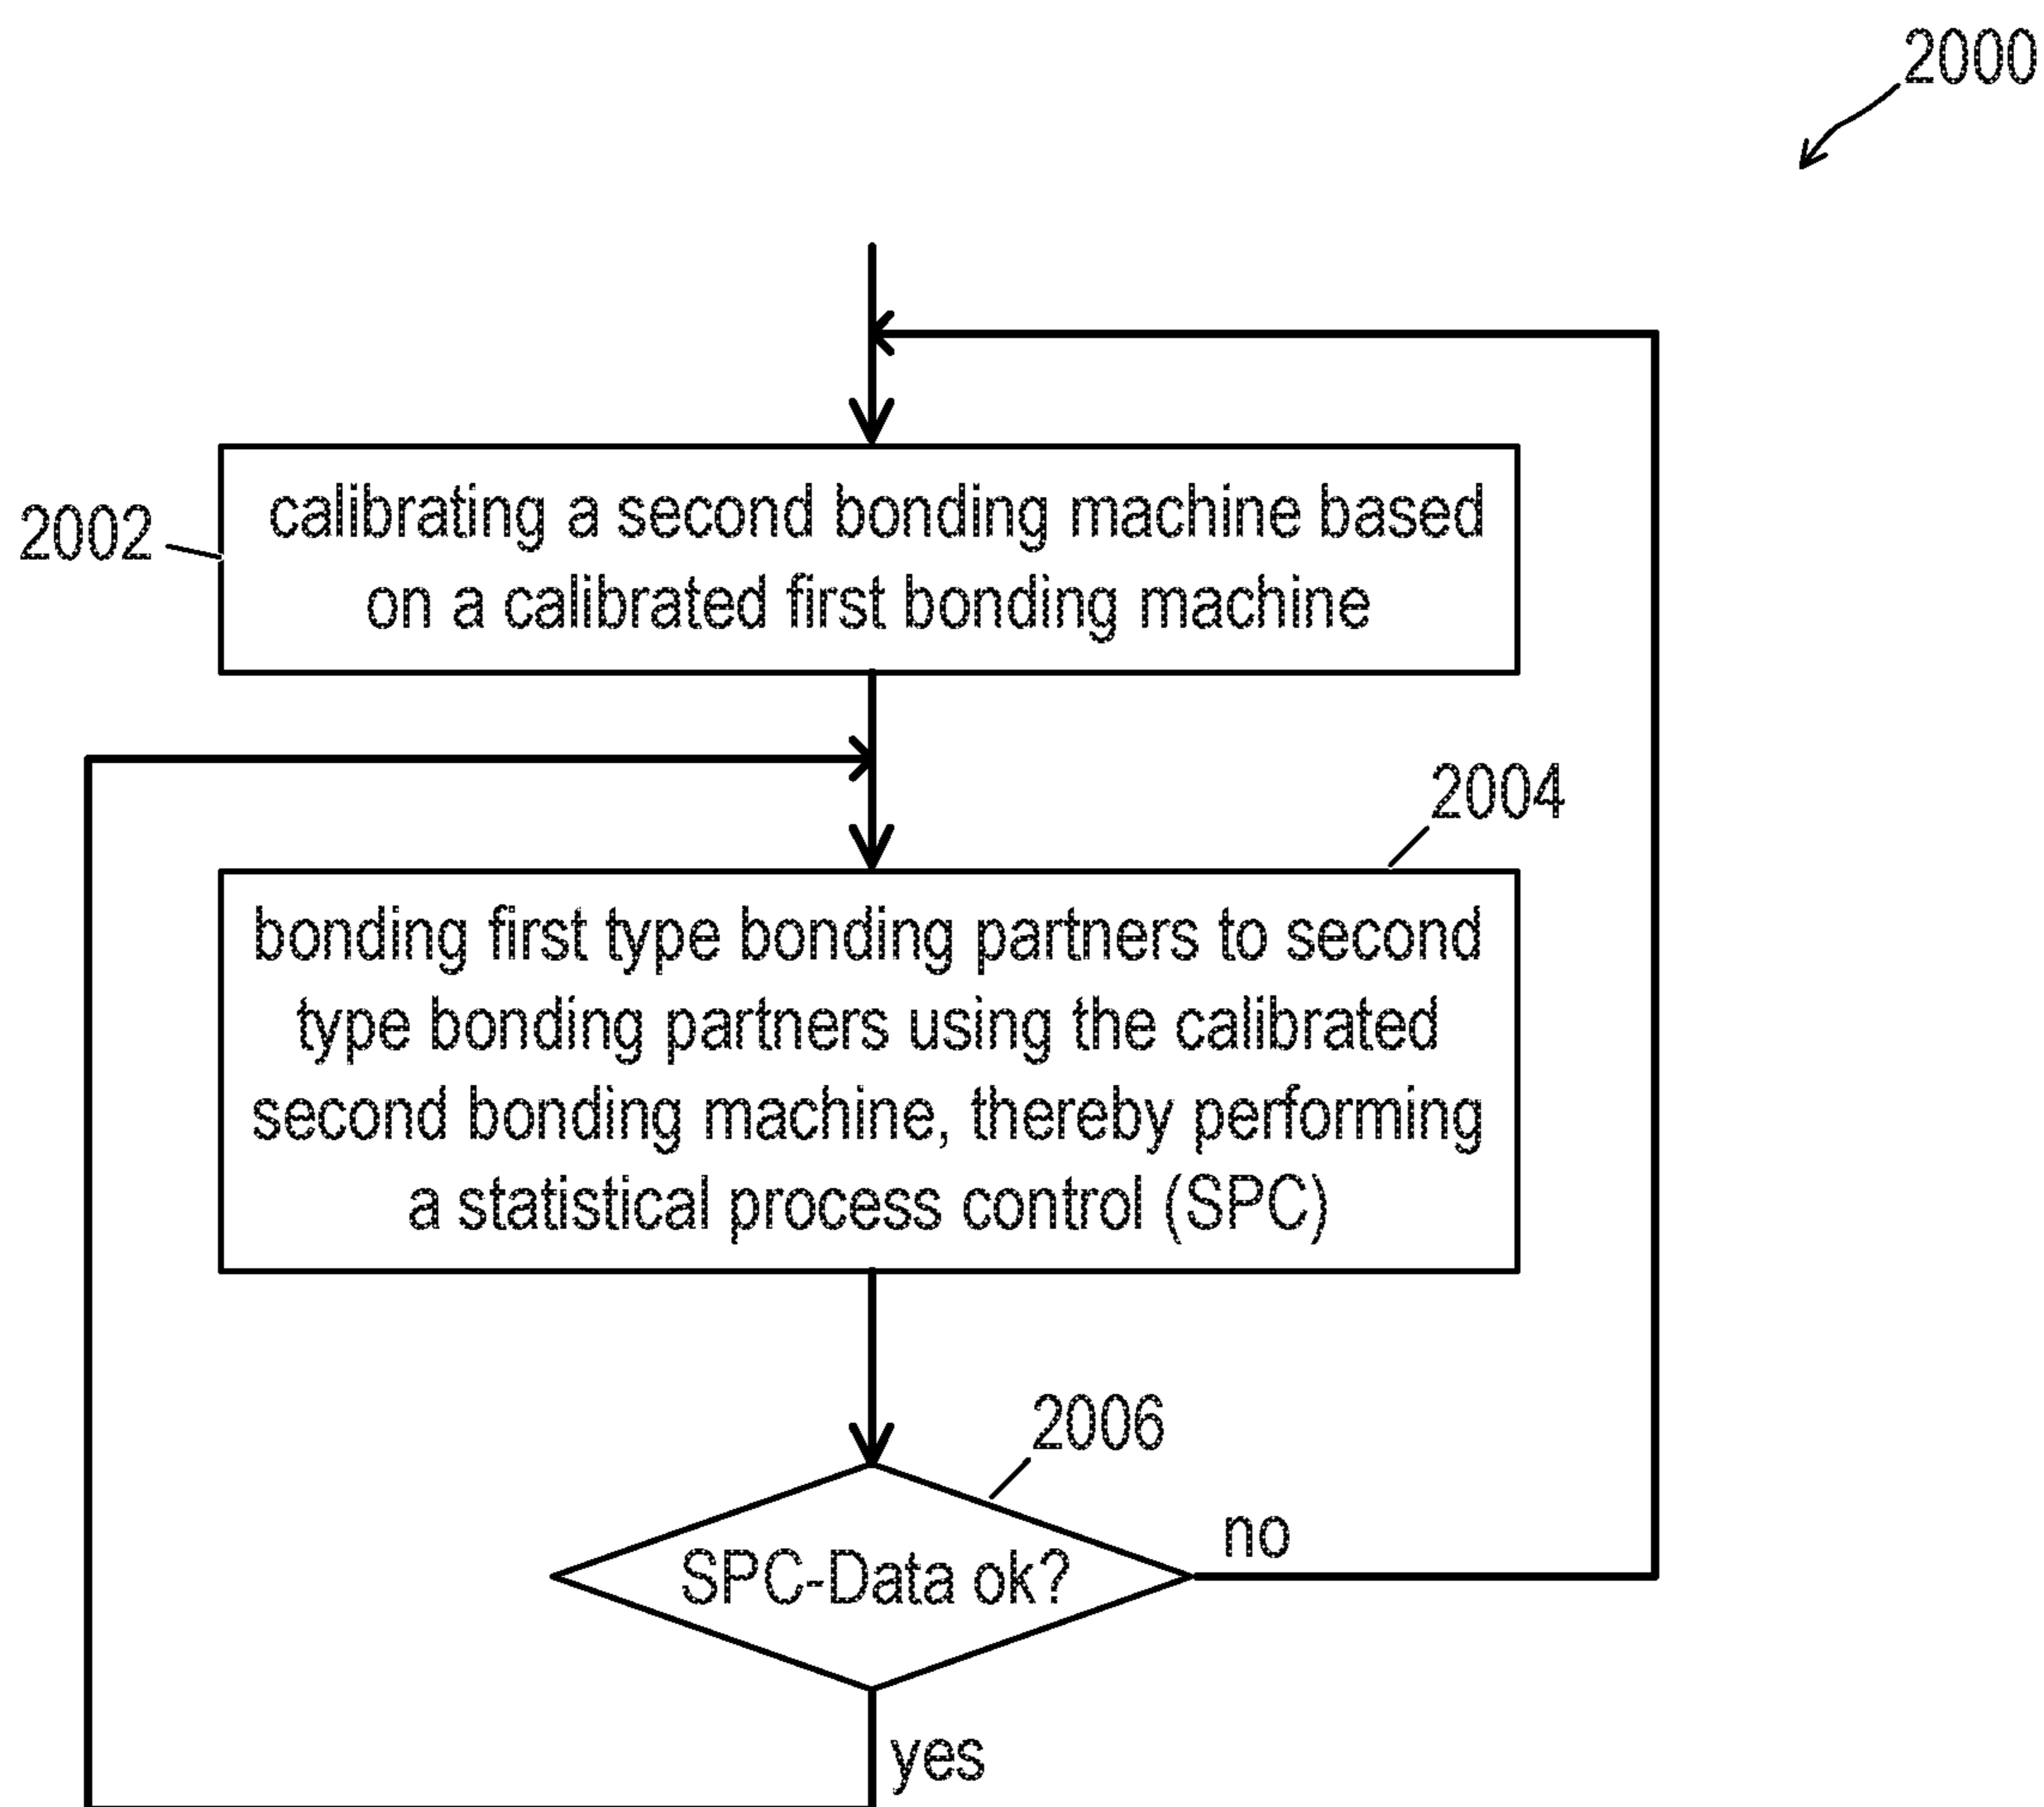 2000
2002
calibrating a second bonding machine based
on a calibrated first bonding machine
2004
bonding first type bonding partners to second
type bonding partners using the calibrated
second bonding machine, thereby performing
a statistical process control (SPC)
2006
SPC-Data ok?
no
yes